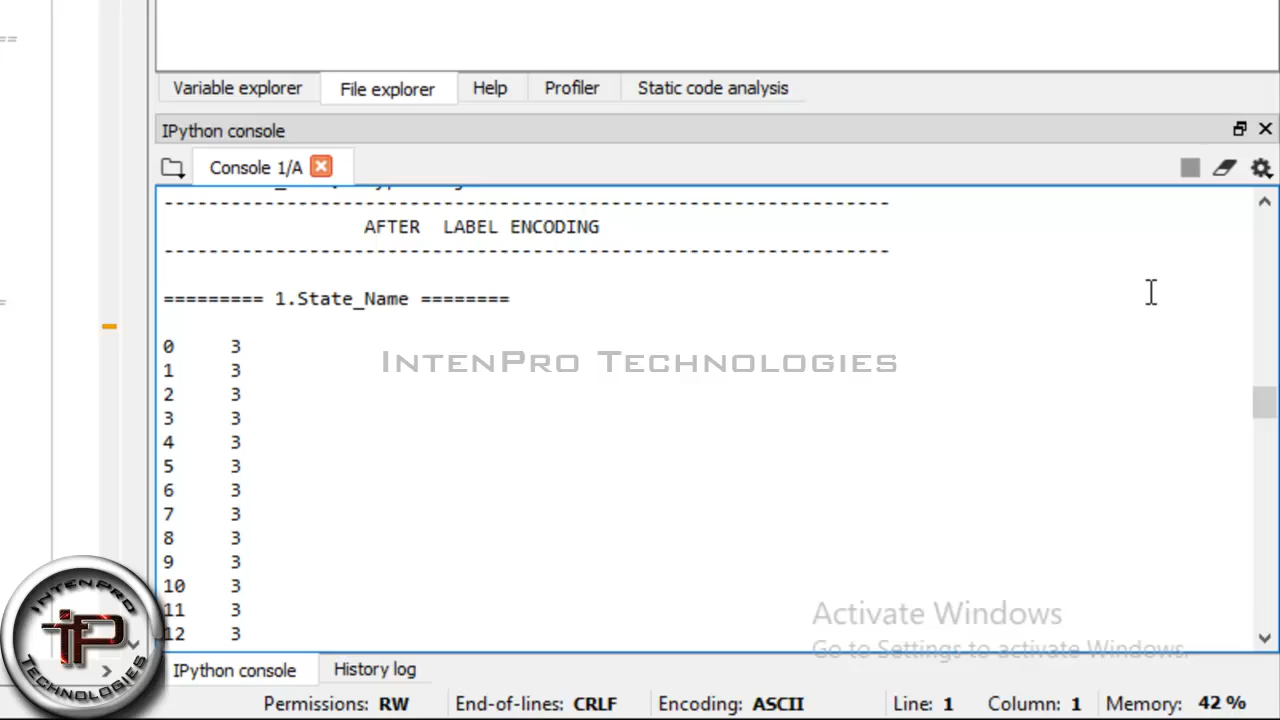 ==
Variable explorer File explorer Help Profiler Static code analysis
IPython console
Console 1/A
--------------------------------------------------------------------
AFTER LABEL ENCODING
--------------------------------------------------------------------
========= 1.State_Name ========
=
0 3
1 3
INTENPRO TECHNOLOGIES
2 3
3 3
4 3
5 3
6 3
7 3
8 3
9 3
10 3
11 3
12 3
INTENPRO
iP
TECHNOLOGIES
Activate Windows
Go to Settings to activate Windows.
IPython console History log
Permissions: RW End-of-lines: CRLF Encoding: ASCII Line: 1 Column: 1 Memory: 42 %